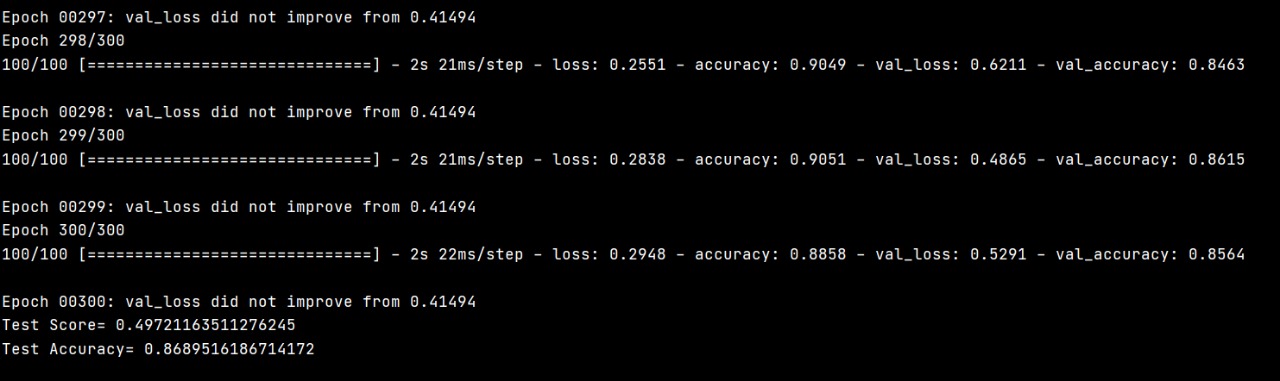 Epoch 00297: val_loss did not improve from 0.41494
Epoch 298/300
100/100 [==============================] - 2s 21ms/step - loss: 0.2551 - accuracy: 0.9049 - val_loss: 0.6211 - val_accuracy: 0.8463
Epoch 00298: val_loss did not improve from 0.41494
Epoch 299/300
100/100 [==============================] - 2s 21ms/step - loss: 0.2838 - accuracy: 0.9051 - val_loss: 0.4865 - val_accuracy: 0.8615
Epoch 00299: val_loss did not improve from 0.41494
Epoch 300/300
100/100 [==============================] - 2s 22ms/step - loss: 0.2948 - accuracy: 0.8858 - val_loss: 0.5291 - val_accuracy: 0.8564
Epoch 00300: val_loss did not improve from 0.41494
Test Score= 0.49721163511276245
Test Accuracy= 0.8689516186714172